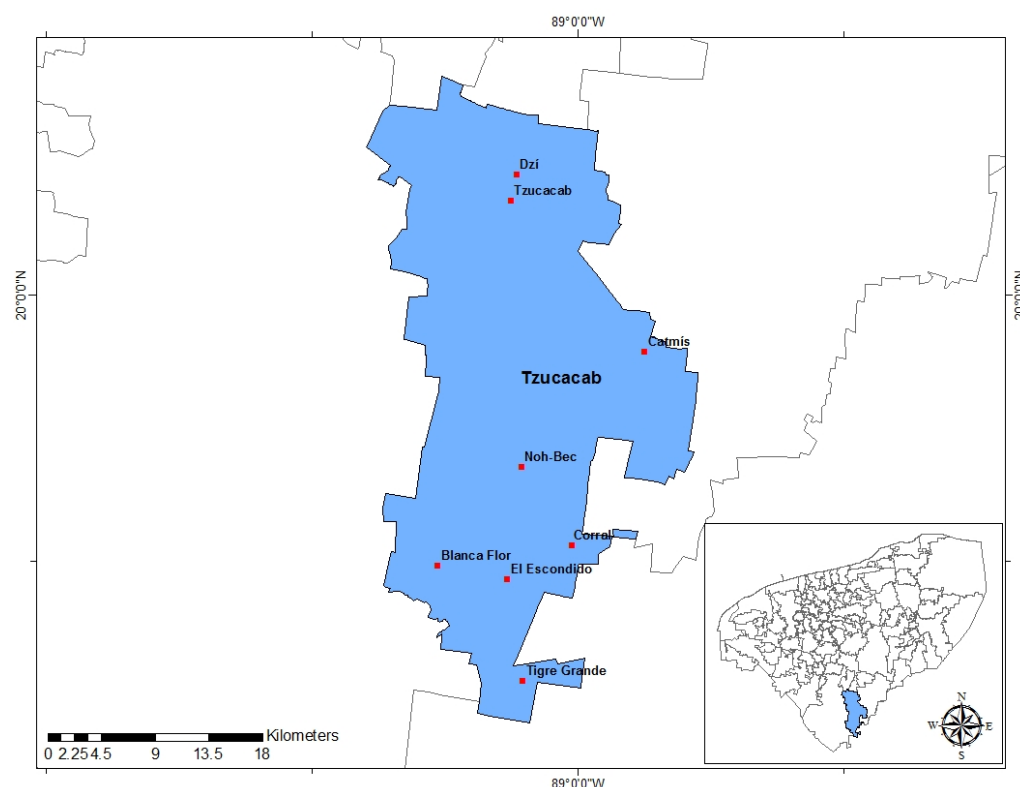 89°0'0"W
Dzí
Tzucacab
20°0'0"N
20°0'0"N
Catmís
Tzucacab
Noh-Bec
Corral
Blanca Flor
El Escondido
Tigre Grande
N
W E
S
Kilometers
0 2.25 4.5 9 13.5 18
89°0'0"W